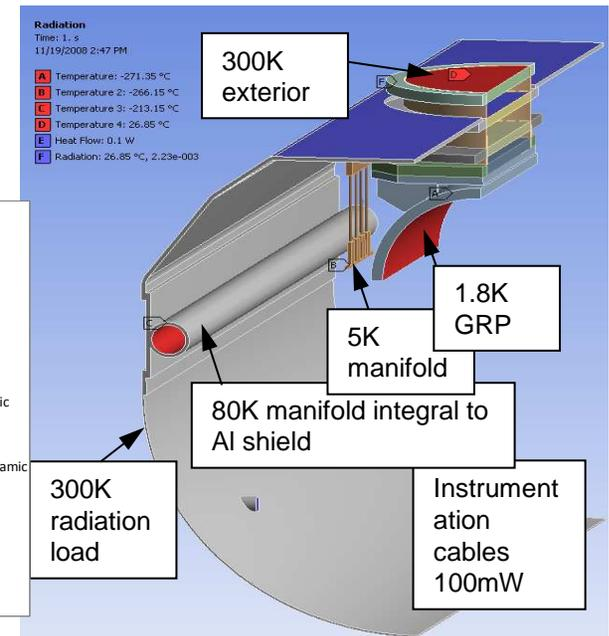 Radiation
Time: 1. s
11/19/2008 2:47 PM
A Temperature: -271.35 °C
B Temperature 2: -266.15 °C
C Temperature 3: -213.15 °C
D Temperature 4: 26.85 °C
E Heat Flow: 0.1 W
F Radiation: 26.85 °C, 2.23e-003
300K
exterior
F
D
A
B
C
1.8K
GRP
5K
manifold
80K manifold integral to
Al shield
300K
radiation
load
Instrument
ation
cables
100mW
ic
amic